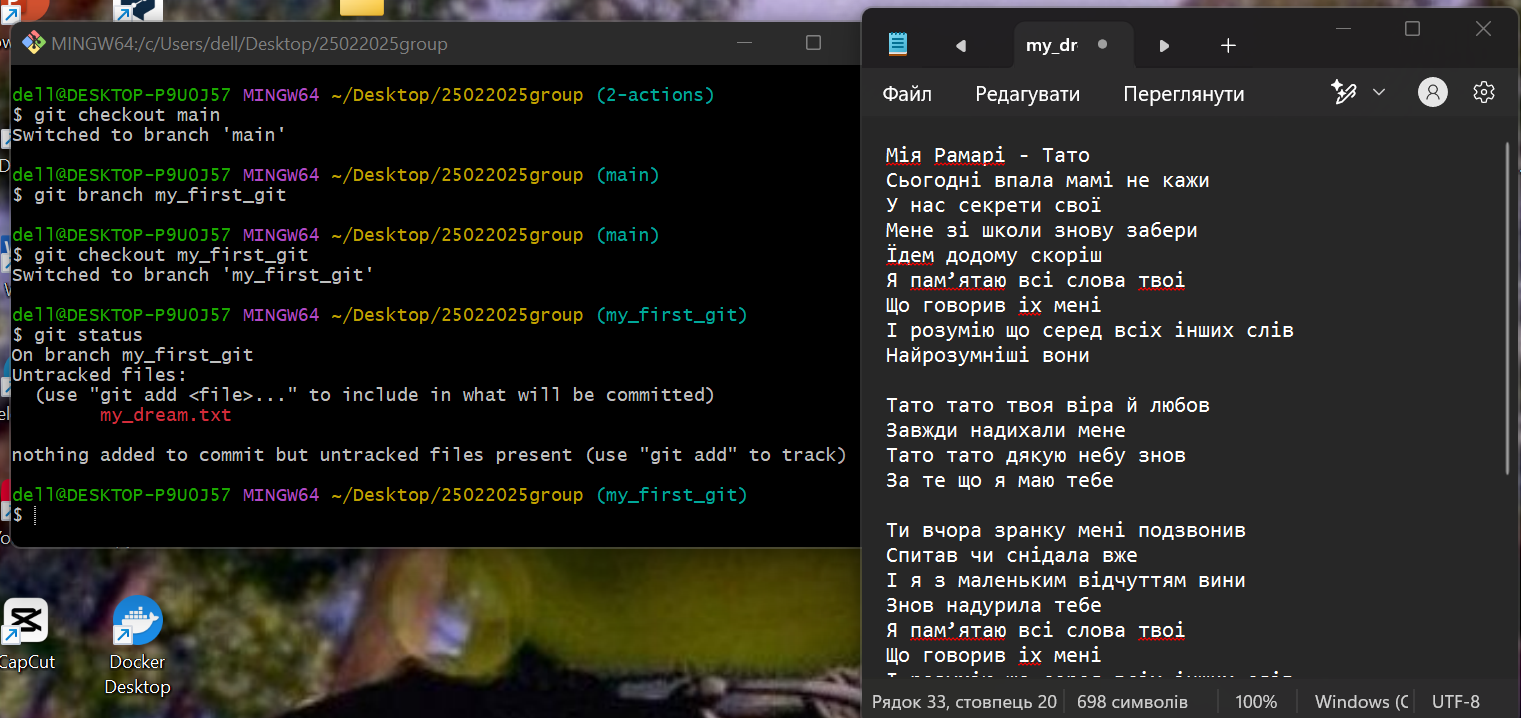 MINGW64:/c/Users/dell/Desktop/25022025group
dell@DESKTOP-P9U0J57 MINGW64 ~/Desktop/25022025group (2-actions)
$ git checkout main
Switched to branch 'main'
dell@DESKTOP-P9U0J57 MINGW64 ~/Desktop/25022025group (main)
$ git branch my_first_git
dell@DESKTOP-P9U0J57 MINGW64 ~/Desktop/25022025group (main)
$ git checkout my_first_git
Switched to branch 'my_first_git'
dell@DESKTOP-P9U0J57 MINGW64 ~/Desktop/25022025group (my_first_git)
$ git status
On branch my_first_git
Untracked files:
(use "git add <file>..." to include in what will be committed)
my_dream.txt
nothing added to commit but untracked files present (use "git add" to track)
dell@DESKTOP-P9U0J57 MINGW64 ~/Desktop/25022025group (my_first_git)
$
CapCut
Docker
Desktop
my_dr
Файл Редагувати Переглянути
Мія Рамарі - Тато
Сьогодні впала мамі не кажи
У нас секрети свої
Мене зі школи знову забери
Їдем додому скоріш
Я пам’ятаю всі слова твоі
Що говорив іх мені
І розумію що серед всіх інших слів
Найрозумніші вони
Тато тато твоя віра й любов
Завжди надихали мене
Тато тато дякую небу знов
За те що я маю тебе
Ти вчора зранку мені подзвонив
Спитав чи снідала вже
І я з маленьким відчуттям вини
Знов надурила тебе
Я пам’ятаю всі слова твоі
Що говорив іх мені
Рядок 33, стовпець 20 698 символів 100% Windows (C UTF-8